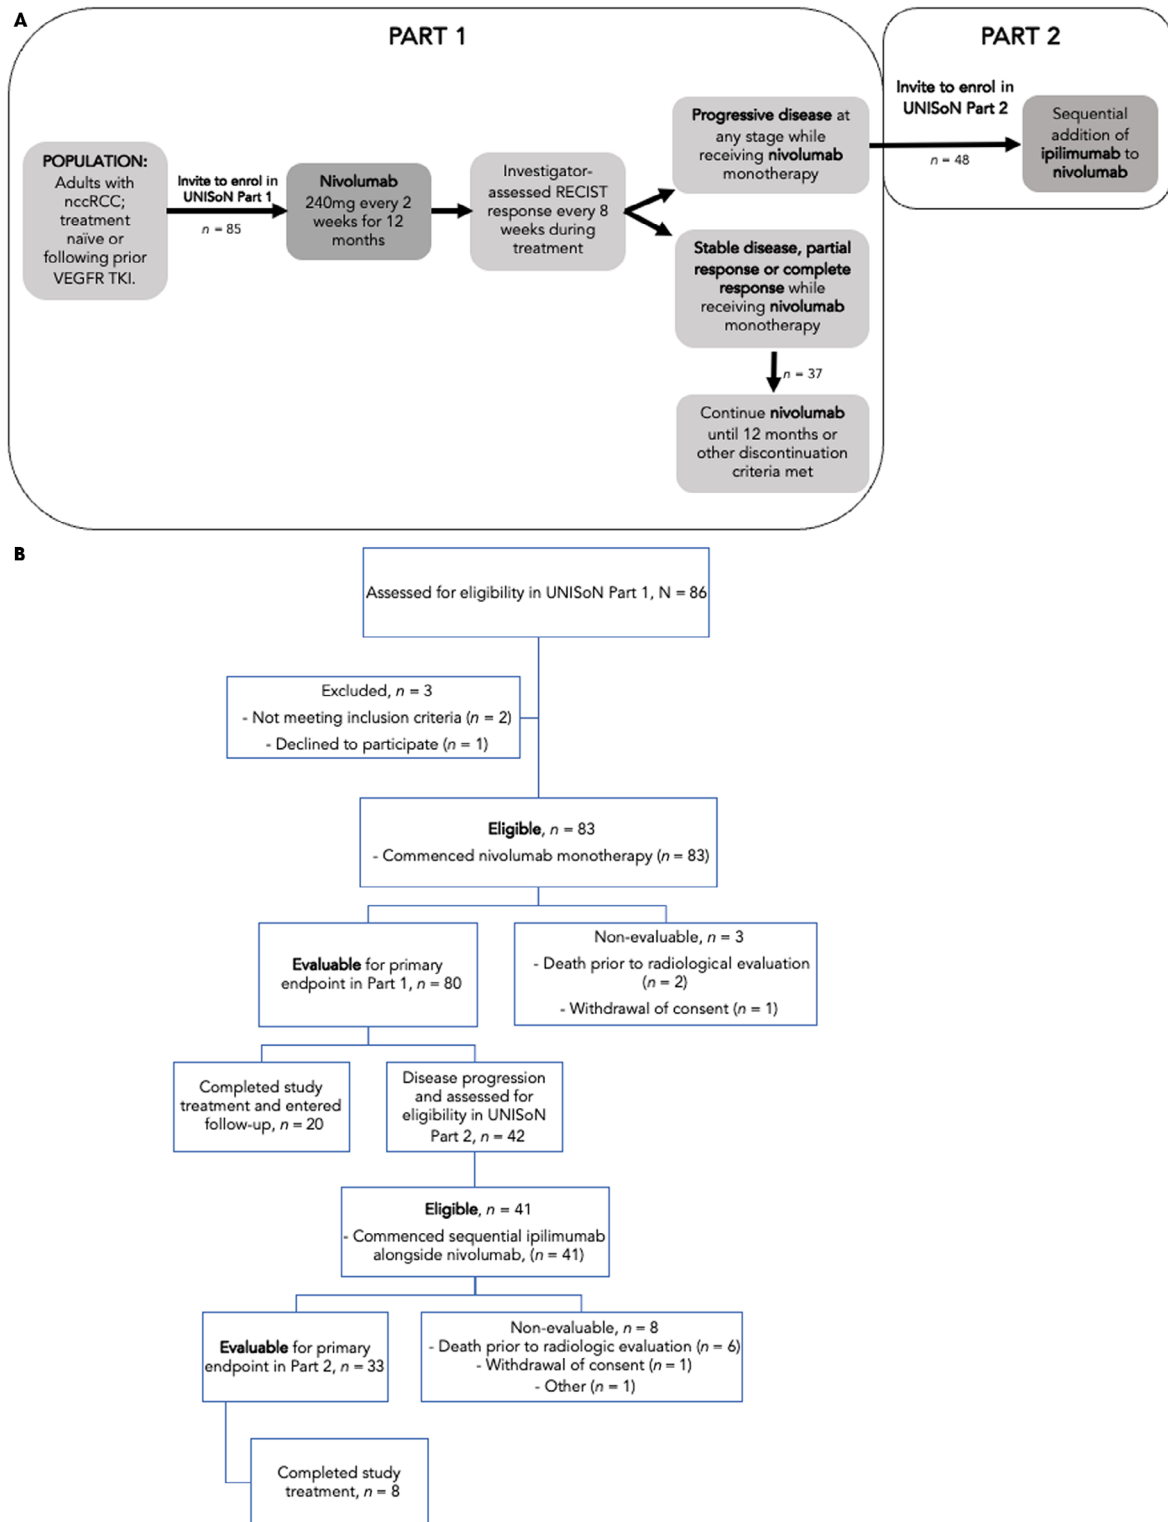 A
PART 1
PART 2
POPULATION:
Adults with
nccRCC;
treatment
naïve or
following prior
VEGFR TKI.
Invite to enrol in
UNISoN Part 1
n = 85
Nivolumab
240mg every 2
weeks for 12
months
Investigator-
assessed RECIST
response every 8
weeks during
treatment
Progressive disease at
any stage while
receiving nivolumab
monotherapy
Invite to enrol in
UNISoN Part 2
n = 48
Sequential
addition of
ipilimumab to
nivolumab
Stable disease, partial
response or complete
response while
receiving nivolumab
monotherapy
n = 37
Continue nivolumab
until 12 months or
other discontinuation
criteria met
B
Assessed for eligibility in UNISoN Part 1, N = 86
Excluded, n = 3
- Not meeting inclusion criteria (n = 2)
- Declined to participate (n = 1)
Eligible, n = 83
- Commenced nivolumab monotherapy (n = 83)
Evaluable for primary
endpoint in Part 1, n = 80
Non-evaluable, n = 3
- Death prior to radiological evaluation
(n = 2)
- Withdrawal of consent (n = 1)
Completed study
treatment and entered
follow-up, n = 20
Disease progression
and assessed for
eligibility in UNISoN
Part 2, n = 42
Eligible, n = 41
- Commenced sequential ipilimumab
alongside nivolumab, (n = 41)
Evaluable for primary
endpoint in Part 2, n = 33
Non-evaluable, n = 8
- Death prior to radiologic evaluation (n = 6)
- Withdrawal of consent (n = 1)
- Other (n = 1)
Completed study
treatment, n = 8